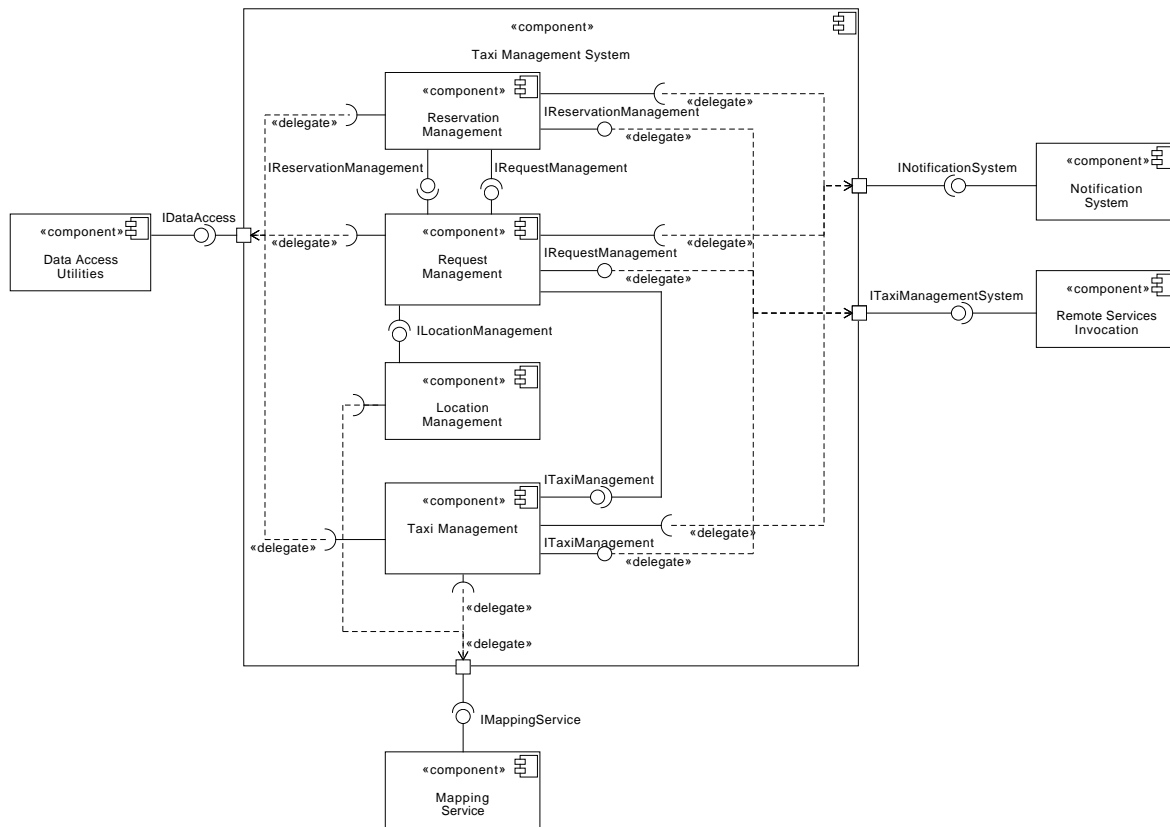 «component»
Taxi Management System
«component»
Reservation
Management
«delegate»
«delegate»
IReservationManagement
«delegate»
IReservationManagement
IRequestManagement
«component»
Notification
System
INotificationSystem
«component»
Data Access
Utilities
IDataAccess
«delegate»
«component»
Request
Management
«delegate»
IRequestManagement
«delegate»
«component»
Remote Services
Invocation
ITaxiManagementSystem
ILocationManagement
«component»
Location
Management
ITaxiManagement
«component»
Taxi Management
«delegate»
«delegate»
ITaxiManagement
«delegate»
«delegate»
«delegate»
IMappingService
«component»
Mapping
Service